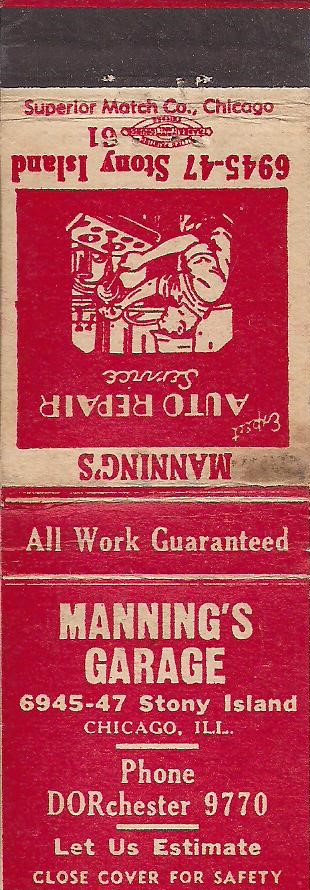 Superior Match Co., Chicago
61
6945-47 Stony Island
Expert
AUTO REPAIR
Service
MANNING'S
All Work Guaranteed
MANNING'S
GARAGE
6945-47 Stony Island
CHICAGO, ILL.
Phone
DORchester 9770
Let Us Estimate
CLOSE COVER FOR SAFETY